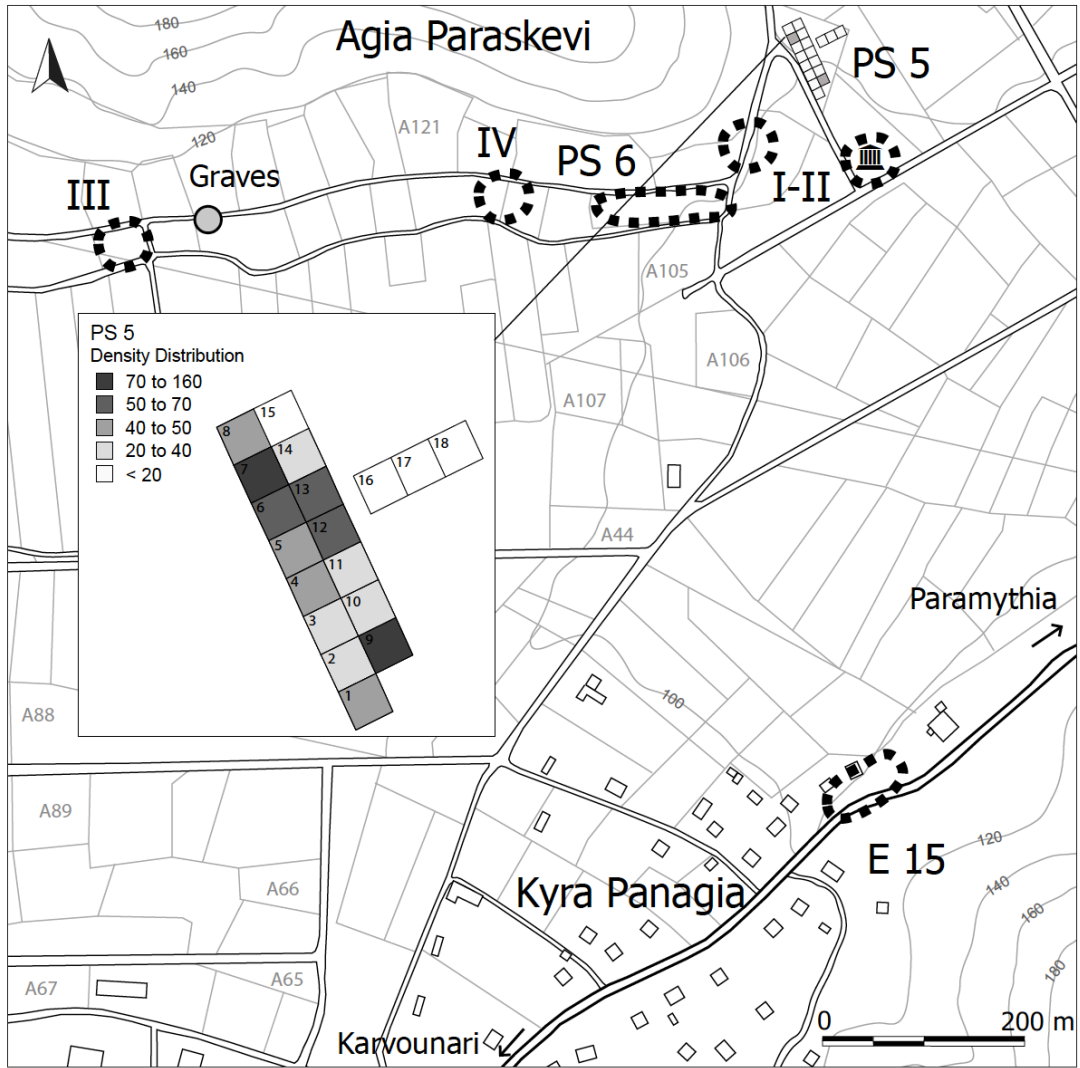 180
160
140
120
Agia Paraskevi
PS 5
A121
IV
PS 6
Graves
III
I-II
A105
A106
A107
A44
PS 5
Density Distribution
70 to 160
50 to 70
40 to 50
20 to 40
< 20
15
8
14
7
13
6
12
5
11
4
10
3
9
2
1
18
17
16
Paramythia
100
A88
A89
A66
A67
A65
E 15
120
140
160
180
Kyra Panagia
Karvounari
0 200 m